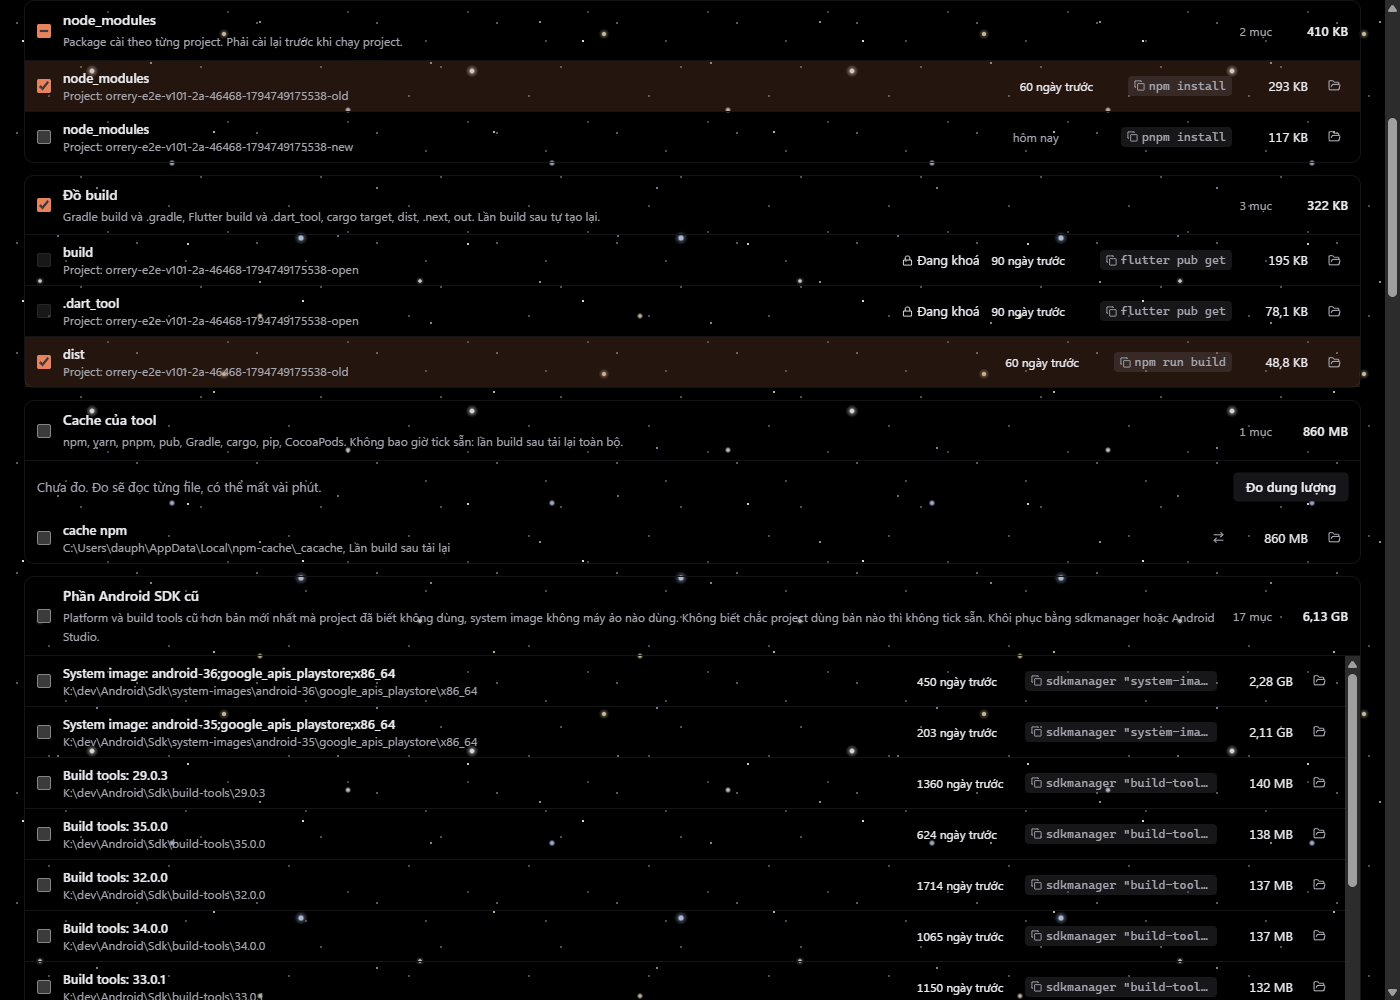 node_modules
Package cài theo từng project. Phải cài lại trước khi chạy project.
2 mục
410 KB
node_modules
Project: orrery-e2e-v101-2a-46468-1794749175538-old
60 ngày trước
npm install
293 KB
node_modules
Project: orrery-e2e-v101-2a-46468-1794749175538-new
hôm nay
pnpm install
117 KB
Đồ build
Gradle build và .gradle, Flutter build và .dart_tool, cargo target, dist, .next, out. Lần build sau tự tạo lại.
3 mục
322 KB
build
Project: orrery-e2e-v101-2a-46468-1794749175538-open
Đang khoá
90 ngày trước
flutter pub get
195 KB
.dart_tool
Project: orrery-e2e-v101-2a-46468-1794749175538-open
Đang khoá
90 ngày trước
flutter pub get
78,1 KB
dist
Project: orrery-e2e-v101-2a-46468-1794749175538-old
60 ngày trước
npm run build
48,8 KB
Cache của tool
npm, yarn, pnpm, pub, Gradle, cargo, pip, CocoaPods. Không bao giờ tick sẵn: lần build sau tải lại toàn bộ.
1 mục
860 MB
Chưa đo. Đo sẽ đọc từng file, có thể mất vài phút.
Đo dung lượng
cache npm
C:\Users\dauph\AppData\Local\npm-cache\_cacache, Lần build sau tải lại
860 MB
Phần Android SDK cũ
Platform và build tools cũ hơn bản mới nhất mà project đã biết không dùng, system image không máy ảo nào dùng. Không biết chắc project dùng bản nào thì không tick sẵn. Khôi phục bằng sdkmanager hoặc Android
Studio.
17 mục
6,13 GB
System image: android-36;google_apis_playstore;x86_64
K:\dev\Android\Sdk\system-images\android-36\google_apis_playstore\x86_64
450 ngày trước
sdkmanager "system-ima…
2,28 GB
System image: android-35;google_apis_playstore;x86_64
K:\dev\Android\Sdk\system-images\android-35\google_apis_playstore\x86_64
203 ngày trước
sdkmanager "system-ima…
2,11 GB
Build tools: 29.0.3
K:\dev\Android\Sdk\build-tools\29.0.3
1360 ngày trước
sdkmanager "build-tool…
140 MB
Build tools: 35.0.0
K:\dev\Android\Sdk\build-tools\35.0.0
624 ngày trước
sdkmanager "build-tool…
138 MB
Build tools: 32.0.0
K:\dev\Android\Sdk\build-tools\32.0.0
1714 ngày trước
sdkmanager "build-tool…
137 MB
Build tools: 34.0.0
K:\dev\Android\Sdk\build-tools\34.0.0
1065 ngày trước
sdkmanager "build-tool…
137 MB
Build tools: 33.0.1
K:\dev\Android\Sdk\build-tools\33.0.1
1150 ngày trước
sdkmanager "build-tool…
132 MB